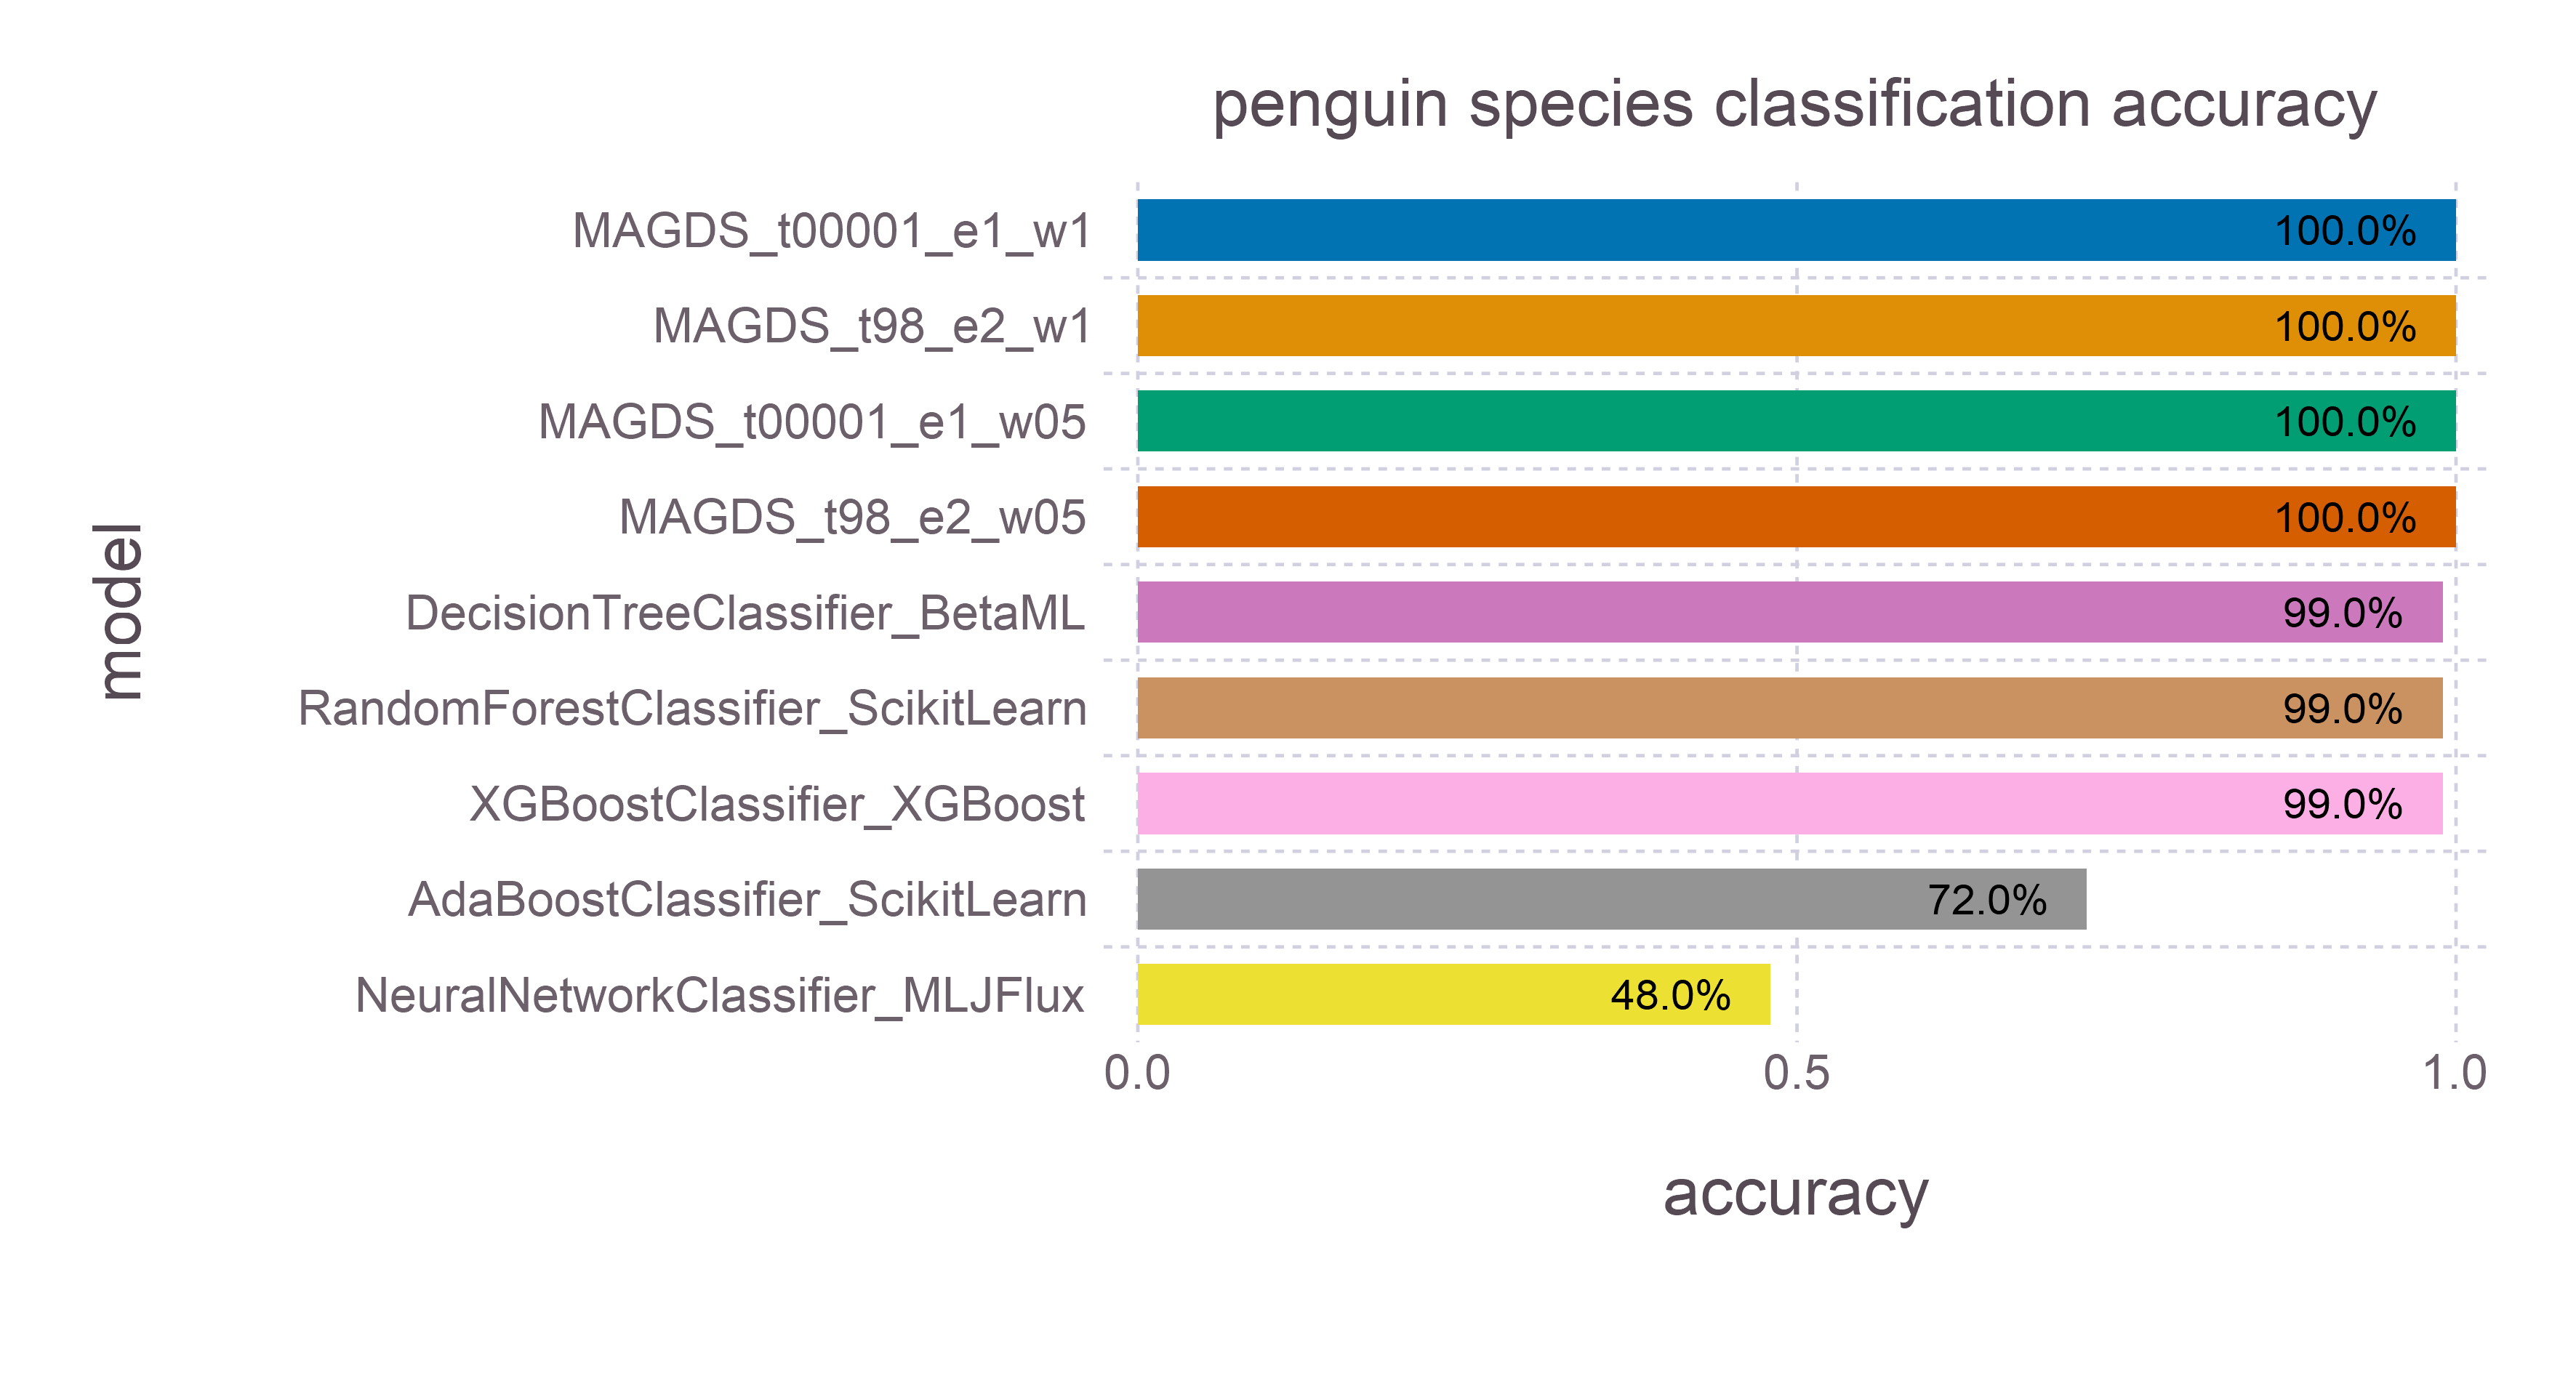 penguin species classification accuracy
MAGDS_t00001_e1_w1
100.0%
MAGDS_t98_e2_w1
100.0%
MAGDS_t00001_e1_w05
100.0%
MAGDS_t98_e2_w05
100.0%
DecisionTreeClassifier_BetaML
99.0%
RandomForestClassifier_ScikitLearn
99.0%
XGBoostClassifier_XGBoost
99.0%
AdaBoostClassifier_ScikitLearn
72.0%
NeuralNetworkClassifier_MLJFlux
48.0%
model
0.0 0.5 1.0
accuracy